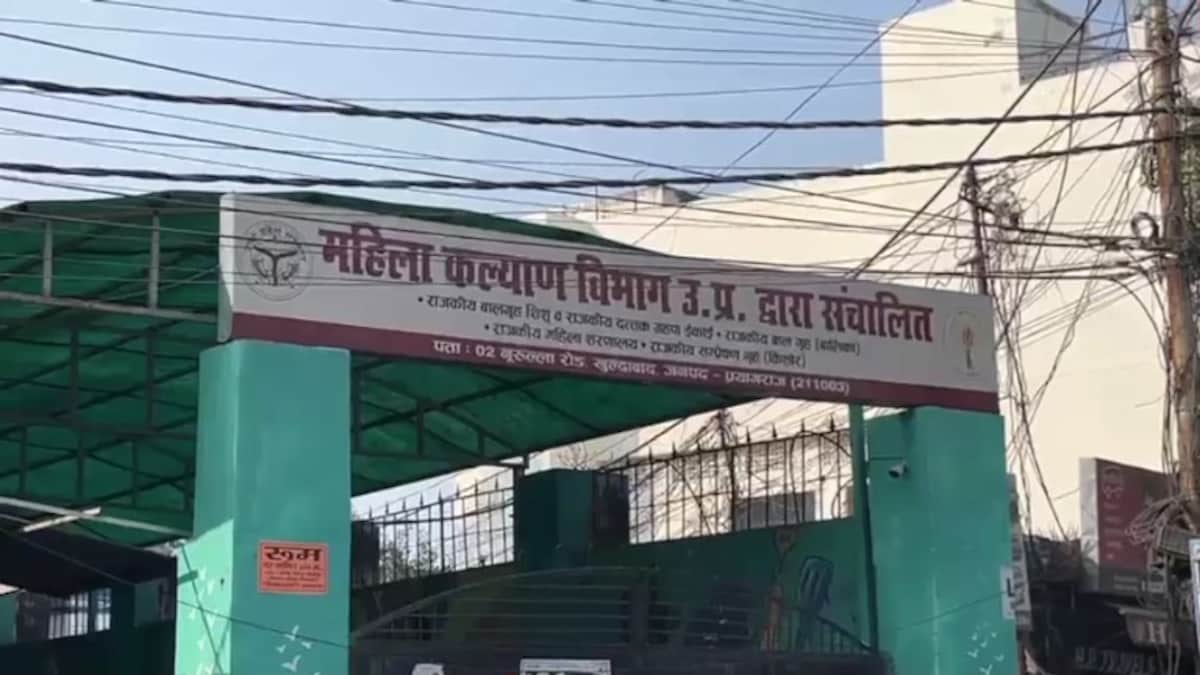 महिला कल्याण विभाग उ.प्र. द्वारा संचालित
• राजकीय बालगृह शिशु व राजकीय दत्तक ग्रहण ईकाई • राजकीय बाल गृह (बालिका)
• राजकीय महिला शरणालय • राजकीय सम्प्रेक्षण गृह (किशोर)
पता : 02 नूरुल्ला रोड, खुल्दाबाद, जनपद - प्रयागराज (211003)
रूम